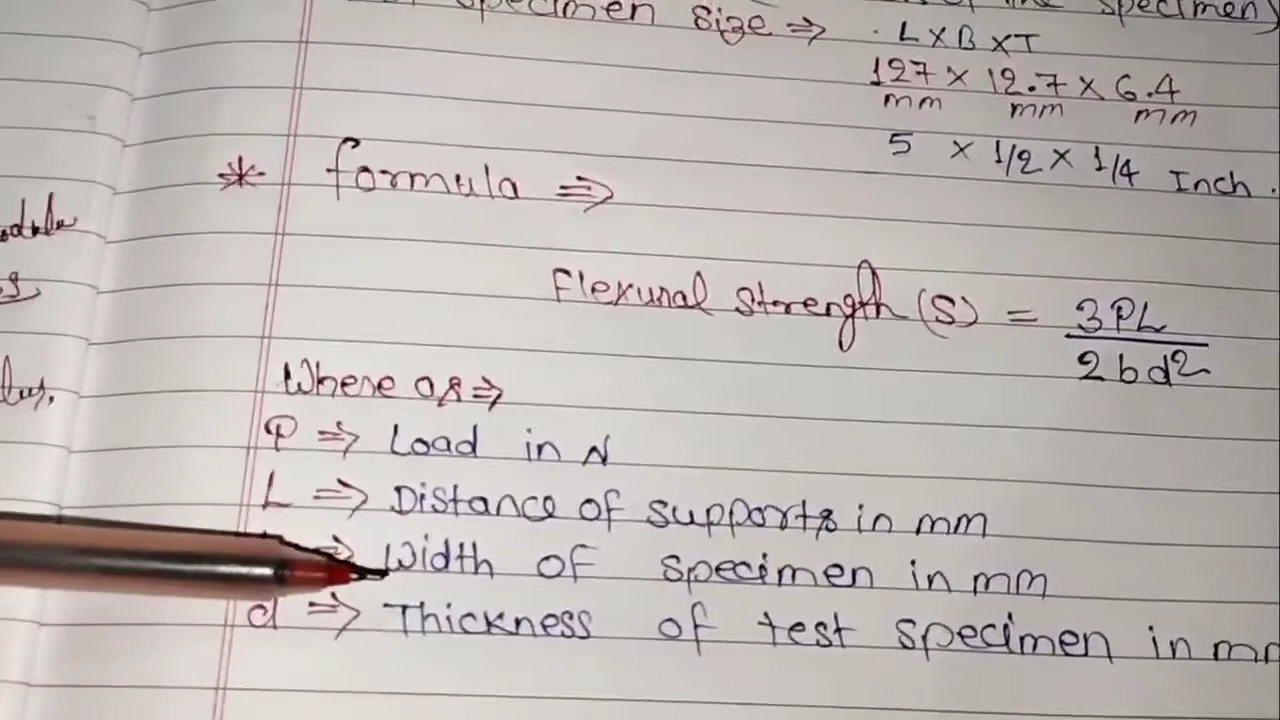 specimen size ⇒ . L X B X T
specimen)
127 x 12.7 x 6.4
mm mm mm
5 x 1/2 x 1/4 Inch.
* formula ⇒
Flexural Strength (S) = 3PL / 2bd²
Where as ⇒
P ⇒ Load in N
L ⇒ Distance of supports in mm
⇒ Width of specimen in mm
d ⇒ Thickness of test specimen in